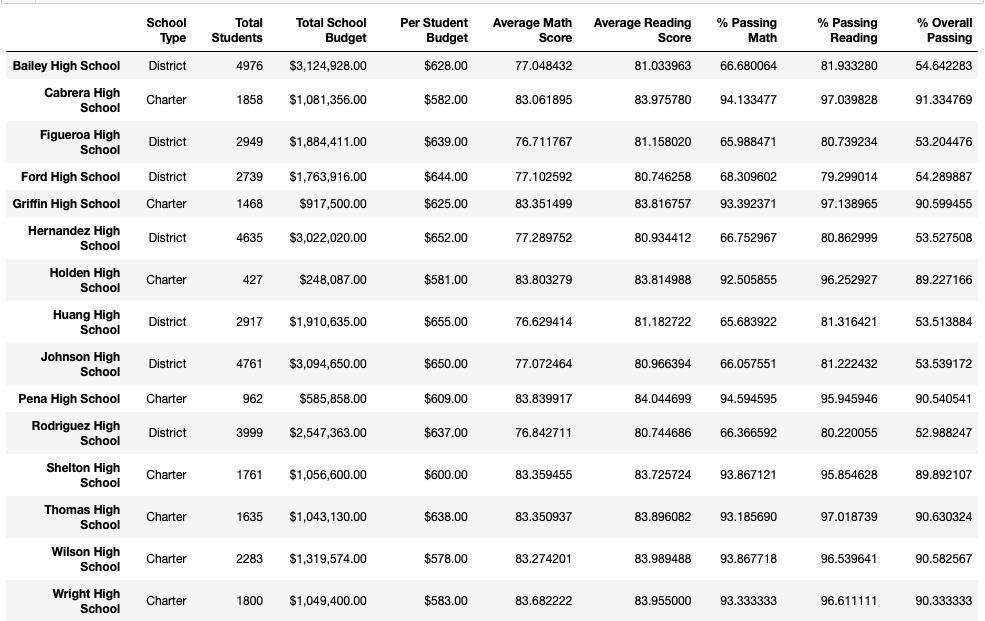 School Type Total Students Total School Budget Per Student Budget Average Math Score Average Reading Score % Passing Math % Passing Reading % Overall Passing
Bailey High School District 4976 $3,124,928.00 $628.00 77.048432 81.033963 66.680064 81.933280 54.642283
Cabrera High School Charter 1858 $1,081,356.00 $582.00 83.061895 83.975780 94.133477 97.039828 91.334769
Figueroa High School District 2949 $1,884,411.00 $639.00 76.711767 81.158020 65.988471 80.739234 53.204476
Ford High School District 2739 $1,763,916.00 $644.00 77.102592 80.746258 68.309602 79.299014 54.289887
Griffin High School Charter 1468 $917,500.00 $625.00 83.351499 83.816757 93.392371 97.138965 90.599455
Hernandez High School District 4635 $3,022,020.00 $652.00 77.289752 80.934412 66.752967 80.862999 53.527508
Holden High School Charter 427 $248,087.00 $581.00 83.803279 83.814988 92.505855 96.252927 89.227166
Huang High School District 2917 $1,910,635.00 $655.00 76.629414 81.182722 65.683922 81.316421 53.513884
Johnson High School District 4761 $3,094,650.00 $650.00 77.072464 80.966394 66.057551 81.222432 53.539172
Pena High School Charter 962 $585,858.00 $609.00 83.839917 84.044699 94.594595 95.945946 90.540541
Rodriguez High School District 3999 $2,547,363.00 $637.00 76.842711 80.744686 66.366592 80.220055 52.988247
Shelton High School Charter 1761 $1,056,600.00 $600.00 83.359455 83.725724 93.867121 95.854628 89.892107
Thomas High School Charter 1635 $1,043,130.00 $638.00 83.350937 83.896082 93.185690 97.018739 90.630324
Wilson High School Charter 2283 $1,319,574.00 $578.00 83.274201 83.989488 93.867718 96.539641 90.582567
Wright High School Charter 1800 $1,049,400.00 $583.00 83.682222 83.955000 93.333333 96.611111 90.333333